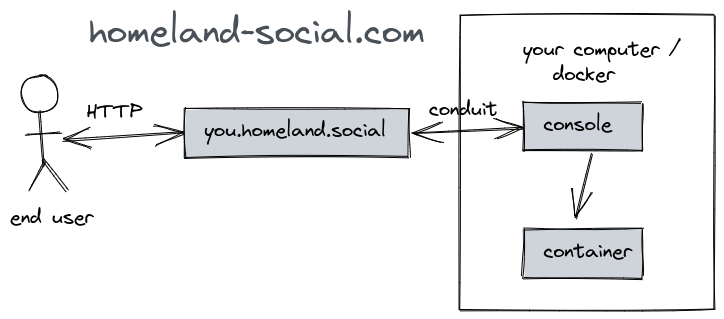 homeland-social.com
your computer /
docker
HTTP
conduit
you.homeland.social
console
end user
container